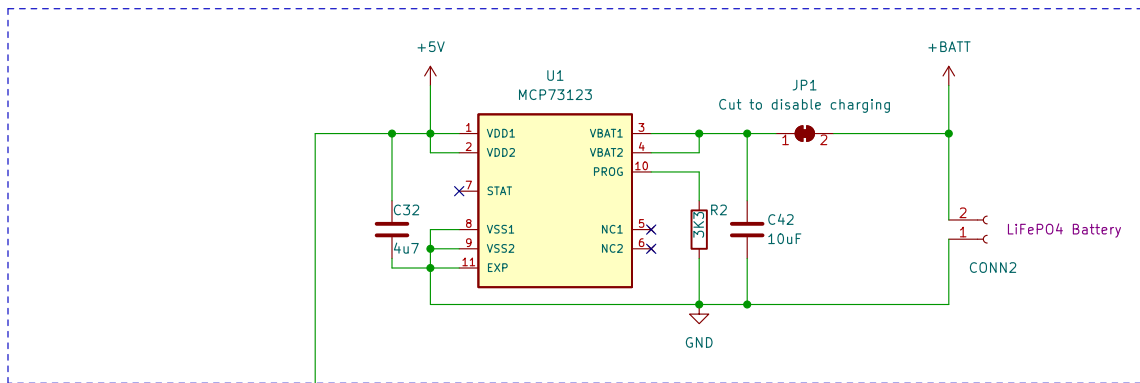 +5V
+BATT
U1
MCP73123
JP1
Cut to disable charging
1 VDD1 VBAT1 3
1 2
2 VDD2 VBAT2 4
PROG 10
7 STAT
C32
4u7
8 VSS1 NC1 5
9 VSS2 NC2 6
11 EXP
R2
3K3
C42
10uF
2
1
LiFePO4 Battery
CONN2
GND